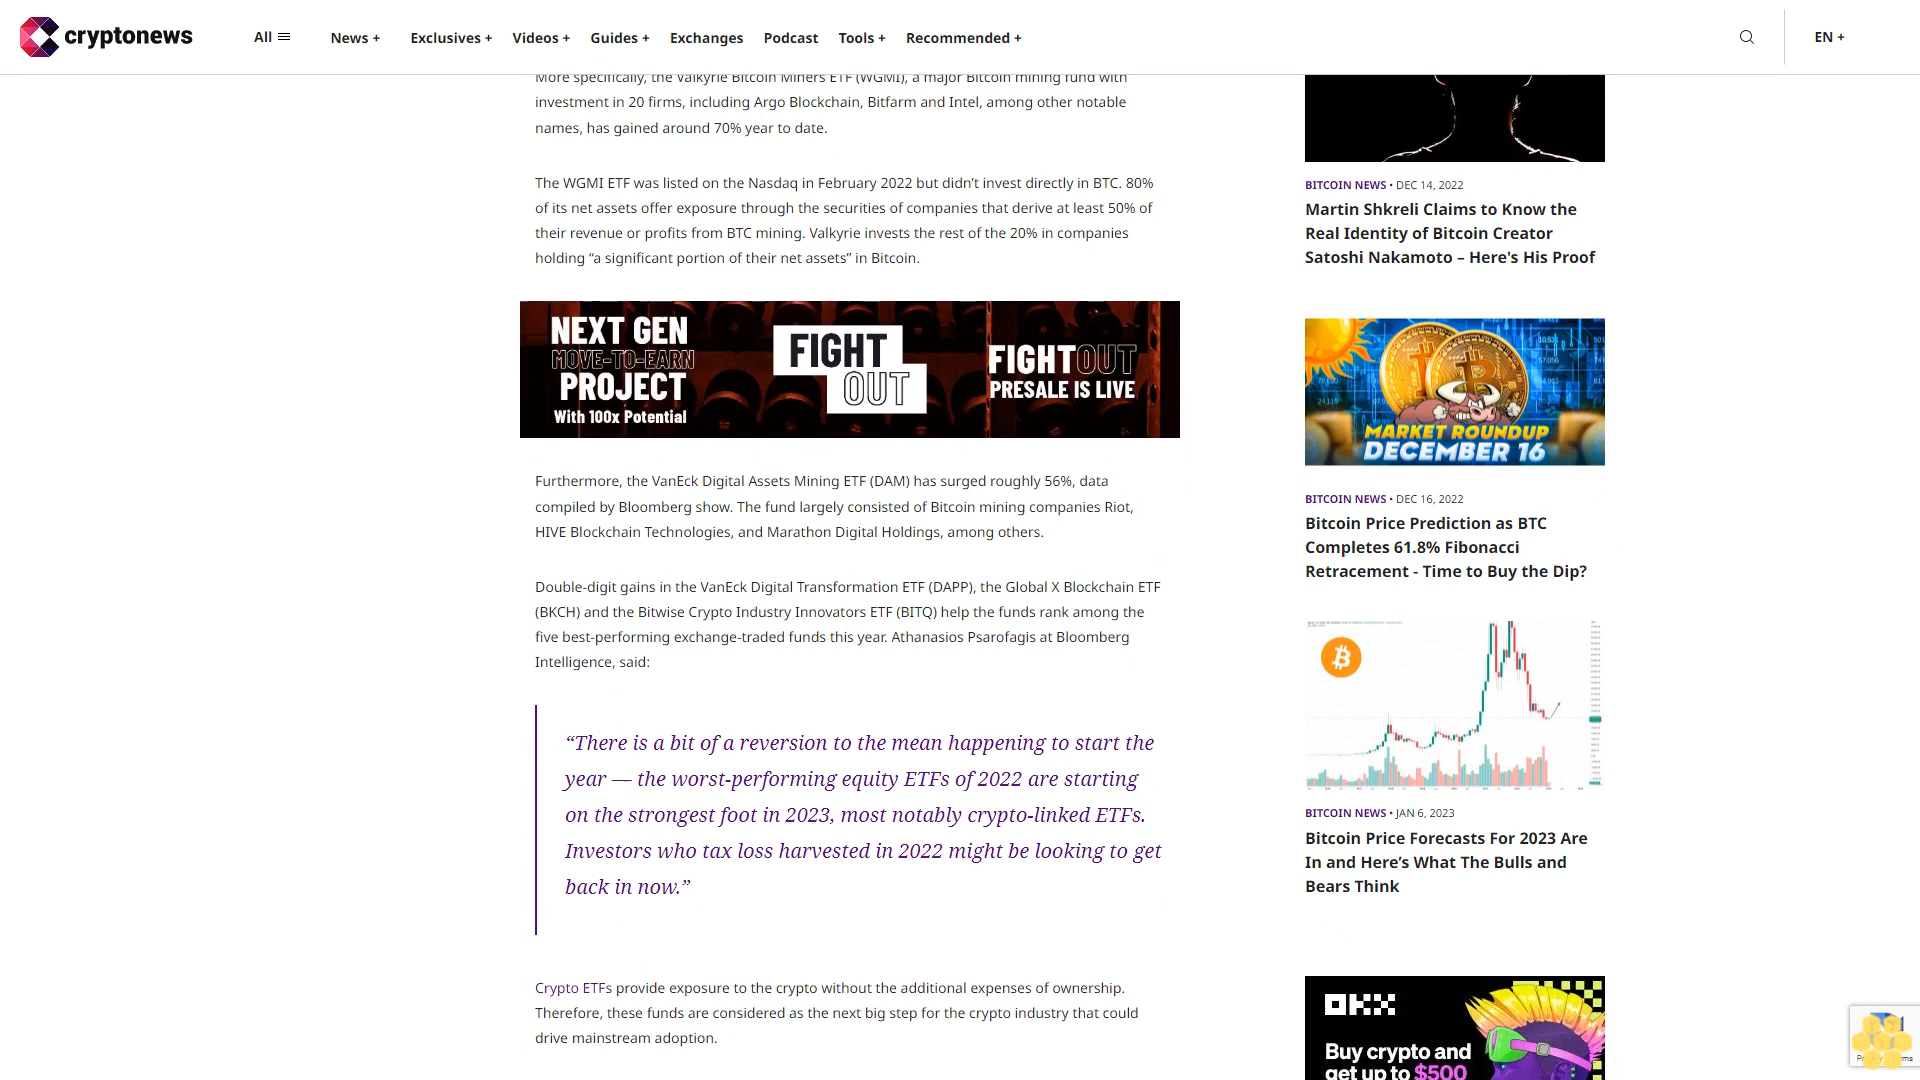 cryptonews
All
News +
Exclusives +
Videos +
Guides +
Exchanges
Podcast
Tools +
Recommended +
EN +
More specifically, the Valkyrie Bitcoin Miners ETF (WGMI), a major Bitcoin mining fund with
investment in 20 firms, including Argo Blockchain, Bitfarm and Intel, among other notable
names, has gained around 70% year to date.
The WGMI ETF was listed on the Nasdaq in February 2022 but didn’t invest directly in BTC. 80%
of its net assets offer exposure through the securities of companies that derive at least 50% of
their revenue or profits from BTC mining. Valkyrie invests the rest of the 20% in companies
holding “a significant portion of their net assets” in Bitcoin.
NEXT GEN
MOVE-TO-EARN
PROJECT
With 100x Potential
FIGHT
OUT
FIGHTOUT
PRESALE IS LIVE
Furthermore, the VanEck Digital Assets Mining ETF (DAM) has surged roughly 56%, data
compiled by Bloomberg show. The fund largely consisted of Bitcoin mining companies Riot,
HIVE Blockchain Technologies, and Marathon Digital Holdings, among others.
Double-digit gains in the VanEck Digital Transformation ETF (DAPP), the Global X Blockchain ETF
(BKCH) and the Bitwise Crypto Industry Innovators ETF (BITQ) help the funds rank among the
five best-performing exchange-traded funds this year. Athanasios Psarofagis at Bloomberg
Intelligence, said:
“There is a bit of a reversion to the mean happening to start the
year — the worst-performing equity ETFs of 2022 are starting
on the strongest foot in 2023, most notably crypto-linked ETFs.
Investors who tax loss harvested in 2022 might be looking to get
back in now.”
Crypto ETFs provide exposure to the crypto without the additional expenses of ownership.
Therefore, these funds are considered as the next big step for the crypto industry that could
drive mainstream adoption.
BITCOIN NEWS • DEC 14, 2022
Martin Shkreli Claims to Know the
Real Identity of Bitcoin Creator
Satoshi Nakamoto – Here's His Proof
MARKET ROUNDUP
DECEMBER 16
BITCOIN NEWS • DEC 16, 2022
Bitcoin Price Prediction as BTC
Completes 61.8% Fibonacci
Retracement - Time to Buy the Dip?
BITCOIN NEWS • JAN 6, 2023
Bitcoin Price Forecasts For 2023 Are
In and Here’s What The Bulls and
Bears Think
OKX
Buy crypto and
get up to $500